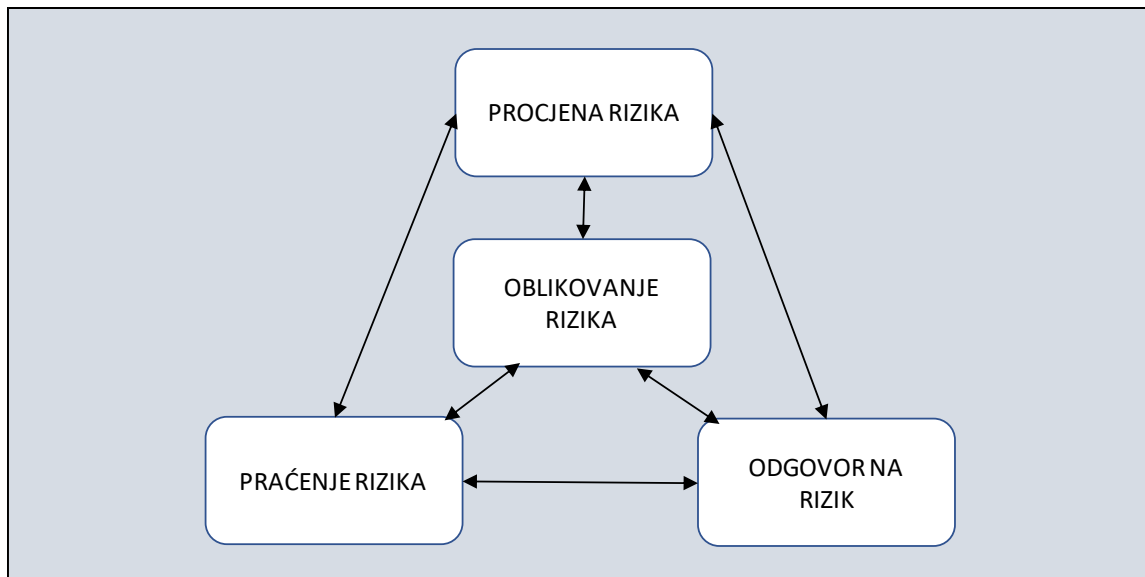 PROCJENA RIZIKA
OBLIKOVANJE
RIZIKA
PRAĆENJE RIZIKA
ODGOVOR NA
RIZIK